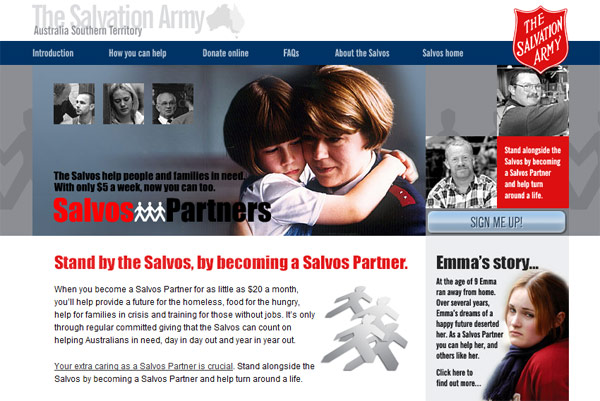 The Salvation Army
Australia Southern Territory
THE
SALVATION
ARMY
Introduction How you can help Donate online FAQs About the Salvos Salvos home
The Salvos help people and families in need.
With only $5 a week, now you can too.
Salvos Partners
Stand alongside the
Salvos by becoming
a Salvos Partner
and help turn
around a life.
SIGN ME UP!
Stand by the Salvos, by becoming a Salvos Partner.
When you become a Salvos Partner for as little as $20 a month,
you'll help provide a future for the homeless, food for the hungry,
help for families in crisis and training for those without jobs. It's only
through regular committed giving that the Salvos can count on
helping Australians in need, day in day out and year in year out.
Your extra caring as a Salvos Partner is crucial. Stand alongside the
Salvos by becoming a Salvos Partner and help turn around a life.
Emma's story...
At the age of 9 Emma
ran away from home.
Over several years,
Emma's dreams of a
happy future deserted
her. As a Salvos Partner
you can help her, and
others like her.
Click here to
find out more...